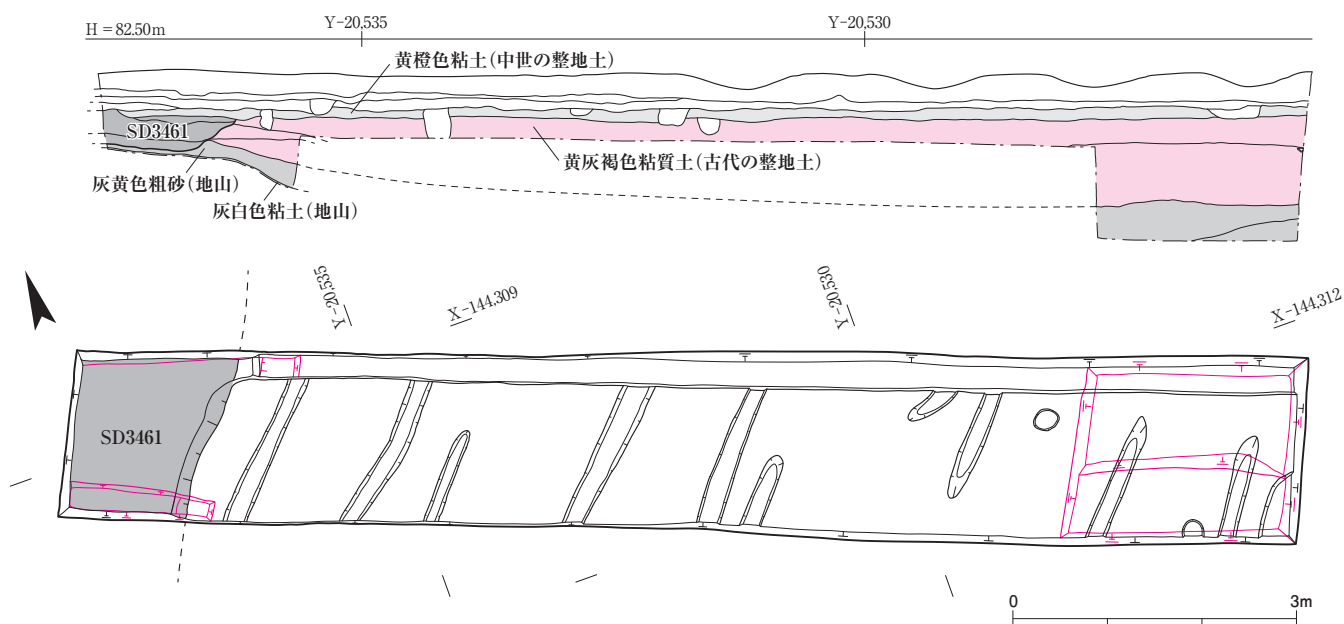 H＝82.50m
Y-20,535
Y-20,530
黄橙色粘土(中世の整地土)
SD3461
黄灰褐色粘質土(古代の整地土)
灰黄色粗砂(地山)
灰白色粘土(地山)
Y-20,535
X-144,309
Y-20,530
X-144,312
SD3461
0
3m